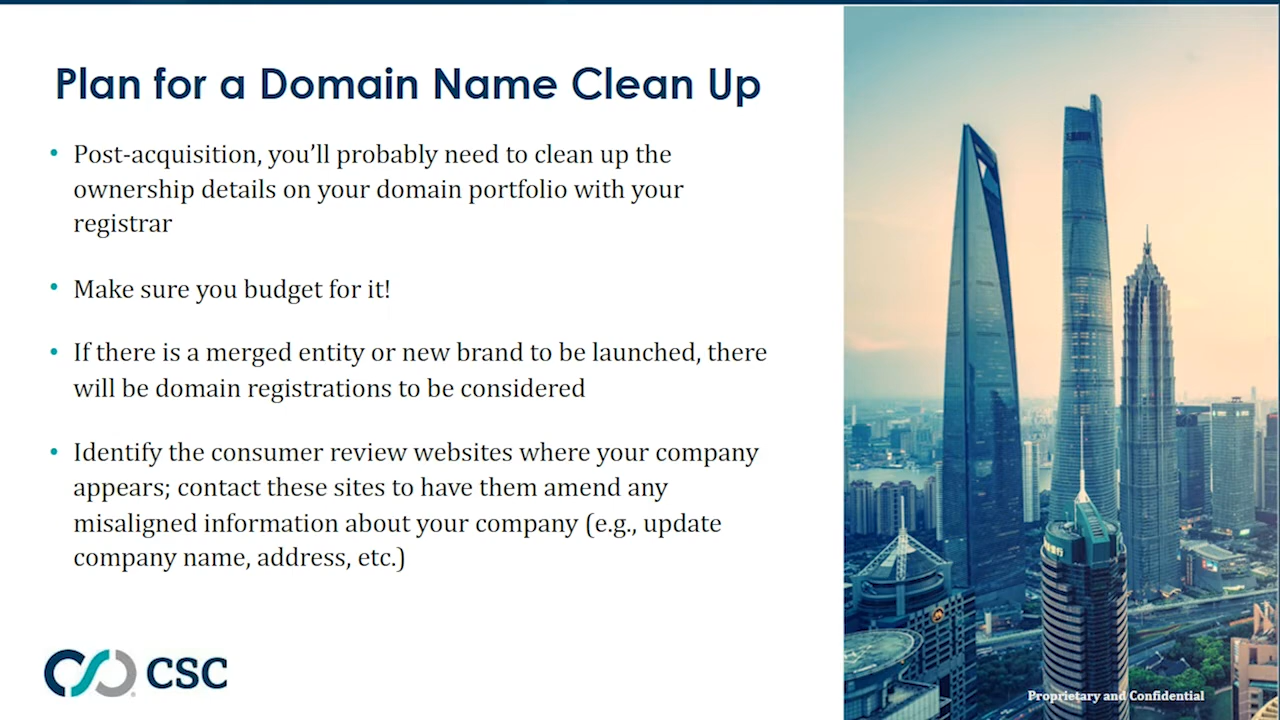 Plan for a Domain Name Clean Up
• Post-acquisition, you’ll probably need to clean up the
ownership details on your domain portfolio with your
registrar
• Make sure you budget for it!
• If there is a merged entity or new brand to be launched, there
will be domain registrations to be considered
• Identify the consumer review websites where your company
appears; contact these sites to have them amend any
misaligned information about your company (e.g., update
company name, address, etc.)
CSC
Proprietary and Confidential